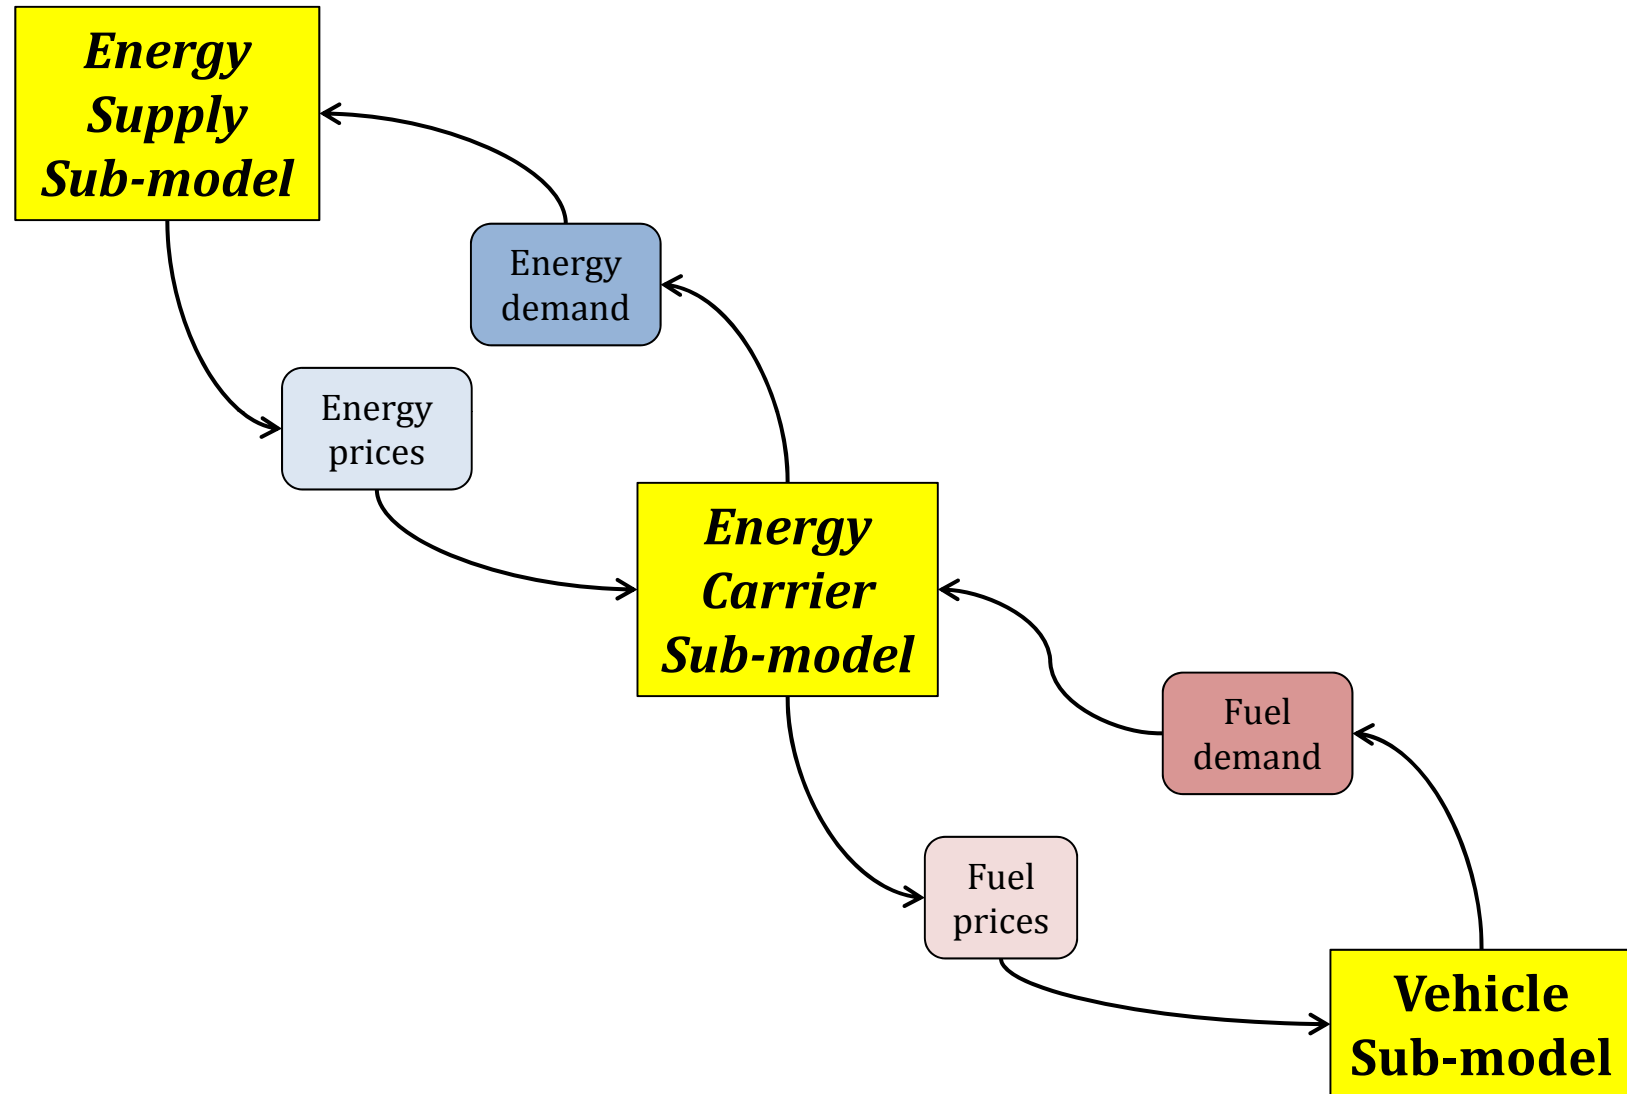 Energy
Supply
Sub-model
Energy
demand
Energy
prices
Energy
Carrier
Sub-model
Fuel
demand
Fuel
prices
Vehicle
Sub-model